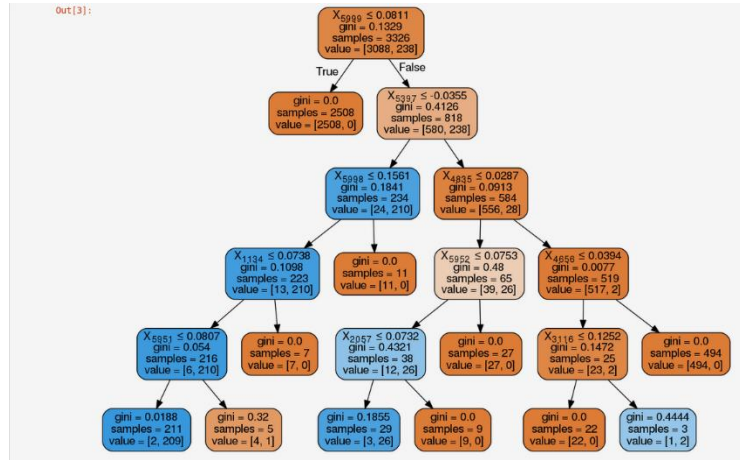 Out[3]:
X5999 ≤ 0.0811
gini = 0.1329
samples = 3326
value = [3088, 238]
True
False
gini = 0.0
samples = 2508
value = [2508, 0]
X5397 ≤ -0.0355
gini = 0.4126
samples = 818
value = [580, 238]
X5998 ≤ 0.1561
gini = 0.1841
samples = 234
value = [24, 210]
X4835 ≤ 0.0287
gini = 0.0913
samples = 584
value = [556, 28]
X1134 ≤ 0.0738
gini = 0.1098
samples = 223
value = [13, 210]
gini = 0.0
samples = 11
value = [11, 0]
X5952 ≤ 0.0753
gini = 0.48
samples = 65
value = [39, 26]
X4656 ≤ 0.0394
gini = 0.0077
samples = 519
value = [517, 2]
X5951 ≤ 0.0807
gini = 0.054
samples = 216
value = [6, 210]
gini = 0.0
samples = 7
value = [7, 0]
X2057 ≤ 0.0732
gini = 0.4321
samples = 38
value = [12, 26]
gini = 0.0
samples = 27
value = [27, 0]
X3116 ≤ 0.1252
gini = 0.1472
samples = 25
value = [23, 2]
gini = 0.0
samples = 494
value = [494, 0]
gini = 0.0188
samples = 211
value = [2, 209]
gini = 0.32
samples = 5
value = [4, 1]
gini = 0.1855
samples = 29
value = [3, 26]
gini = 0.0
samples = 9
value = [9, 0]
gini = 0.0
samples = 22
value = [22, 0]
gini = 0.4444
samples = 3
value = [1, 2]